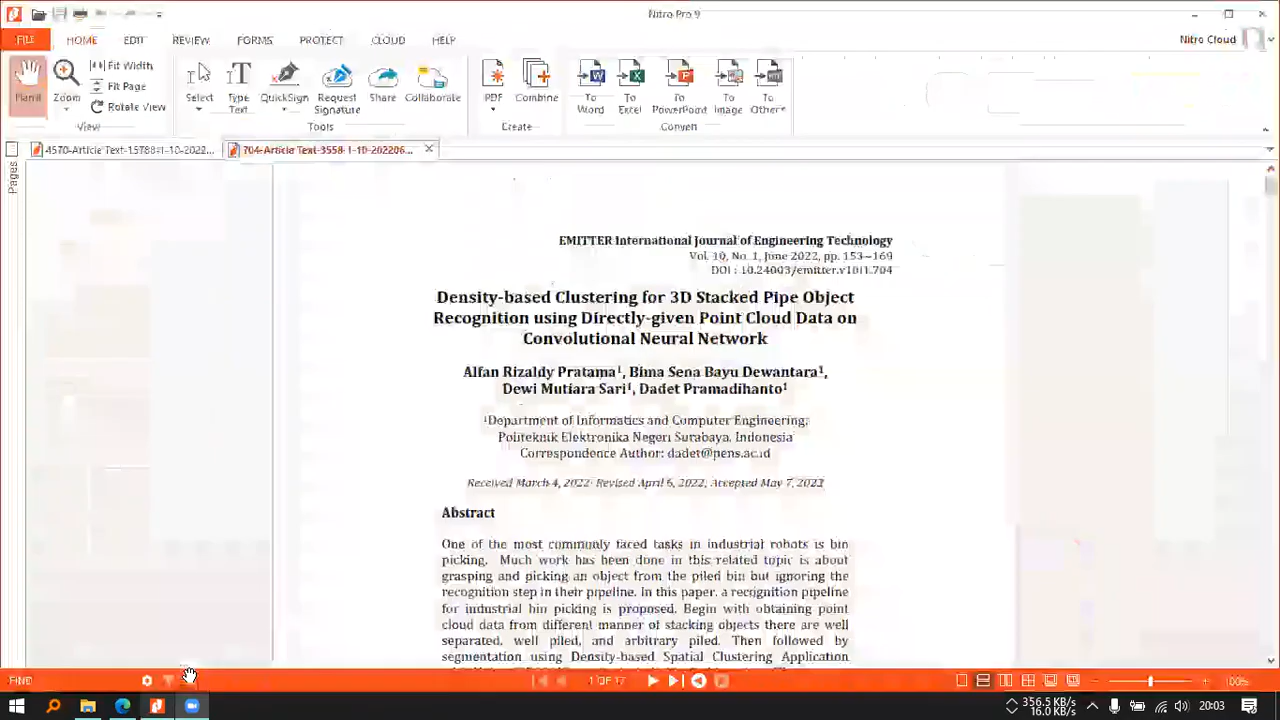 Nitro Pro 9
FILE HOME EDIT REVIEW FORMS PROTECT CLOUD HELP Nitro Cloud
Hand
Zoom
Fit Width
Fit Page
Rotate View
View
Select
Type Text
QuickSign
Request Signature
Share
Collaborate
Tools
PDF
Combine
Create
To Word
To Excel
To PowerPoint
To Image
To Others
Convert
4570-Article Text-15788-1-10-2022... 704-Article Text-3558-1-10-202206...
Pages
EMITTER International Journal of Engineering Technology
Vol. 10, No. 1, June 2022, pp. 153–169
DOI : 10.24003/emitter.v10i1.704
Density-based Clustering for 3D Stacked Pipe Object
Recognition using Directly-given Point Cloud Data on
Convolutional Neural Network
Alfan Rizaldy Pratama¹, Bima Sena Bayu Dewantara¹,
Dewi Mutiara Sari¹, Dadet Pramadihanto¹
¹Department of Informatics and Computer Engineering,
Politeknik Elektronika Negeri Surabaya, Indonesia
Correspondence Author: dadet@pens.ac.id
Received March 4, 2022; Revised April 6, 2022; Accepted May 7, 2022
Abstract
One of the most commonly faced tasks in industrial robots is bin
picking. Much work has been done in this related topic is about
grasping and picking an object from the piled bin but ignoring the
recognition step in their pipeline. In this paper, a recognition pipeline
for industrial bin picking is proposed. Begin with obtaining point
cloud data from different manner of stacking objects there are well
separated, well piled, and arbitrary piled. Then followed by
segmentation using Density-based Spatial Clustering Application
FIND 1 OF 17 100%
356.5 KB/s
16.0 KB/s
20:03